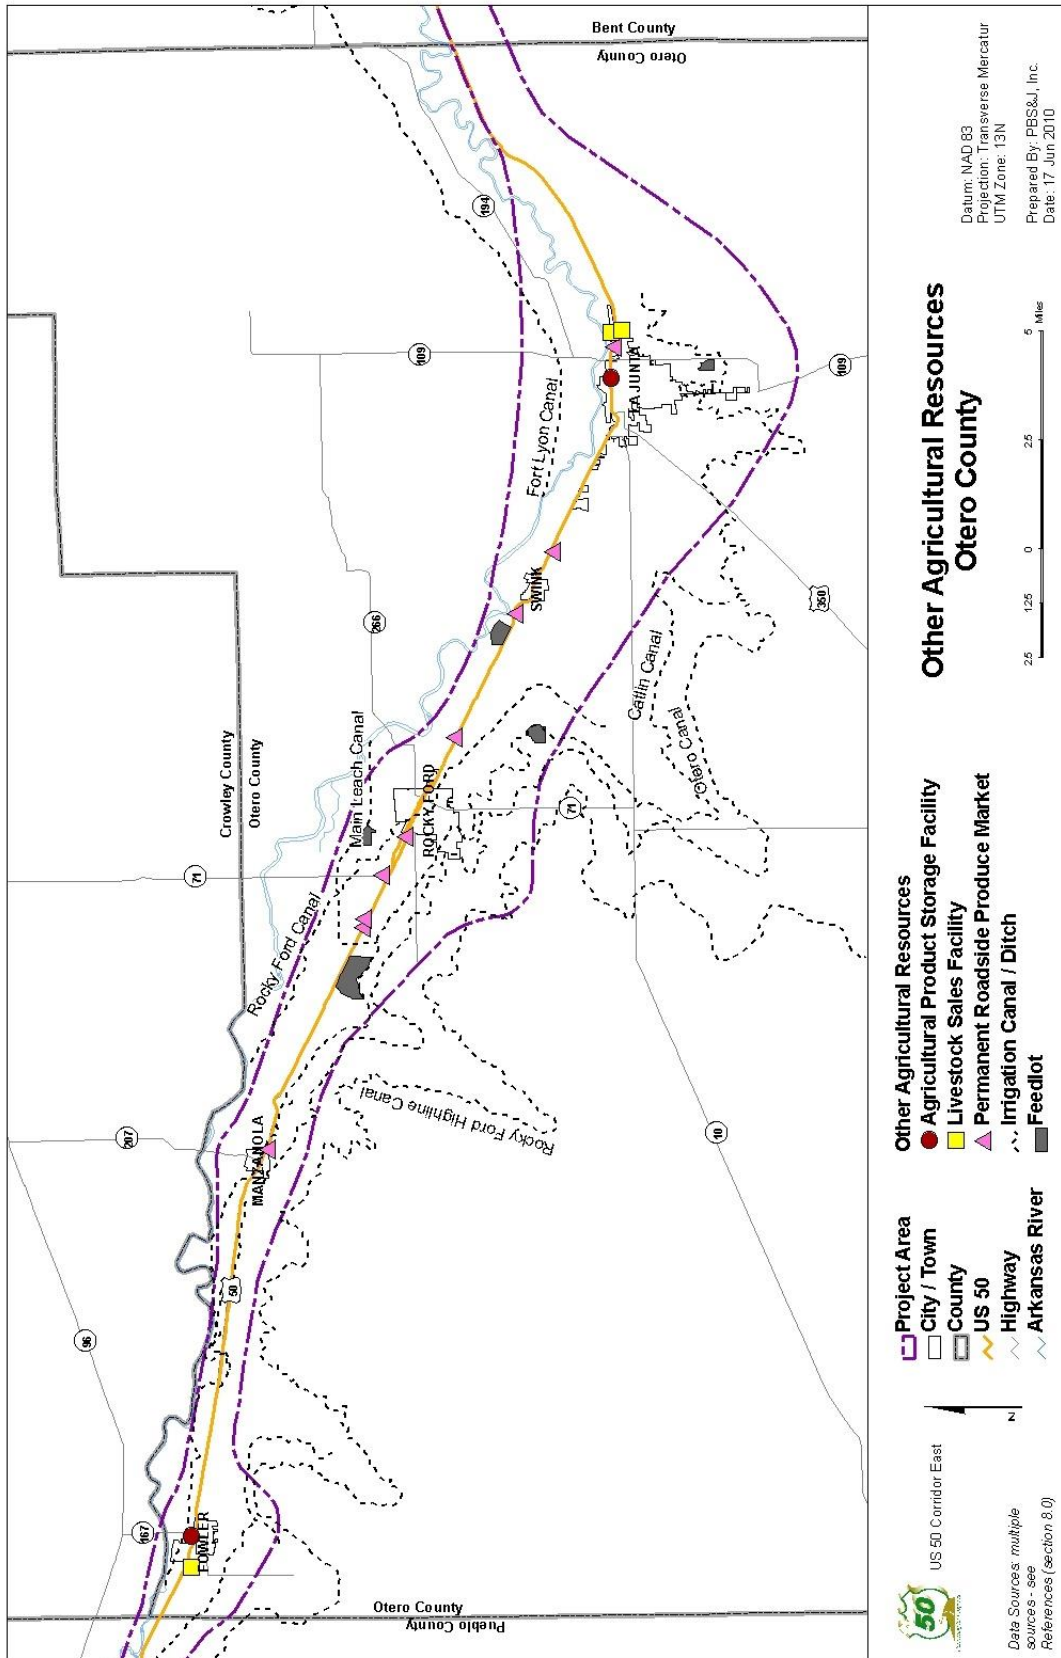 Bent County
Otero County
Crowley County
Otero County
Otero County
Pueblo County
96
167
207
71
266
109
194
50
FOWLER
MANZANOLA
ROCKY FORD
SWINK
LA JUNTA
Rocky Ford Canal
Main Leach Canal
Fort Lyon Canal
Rocky Ford Highline Canal
Catlin Canal
Otero Canal
71
10
350
109
US 50 Corridor East
50
Data Sources: multiple
sources - see
References (section 8.0)
N
Project Area
City / Town
County
US 50
Highway
Arkansas River
Other Agricultural Resources
Agricultural Product Storage Facility
Livestock Sales Facility
Permanent Roadside Produce Market
Irrigation Canal / Ditch
Feedlot
Other Agricultural Resources
Otero County
2.5 1.25 0 2.5 5 Miles
Datum: NAD 83
Projection: Transverse Mercatur
UTM Zone: 13N
Prepared By: PBS&J, Inc.
Date: 17 Jun 2010